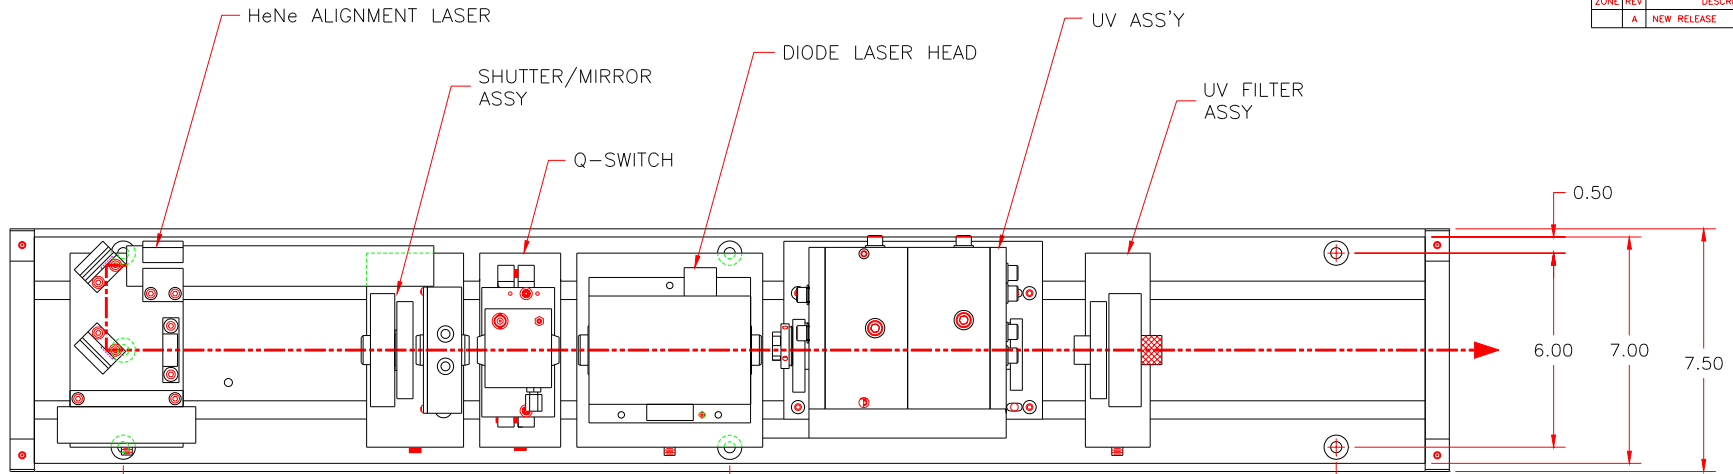 HeNe ALIGNMENT LASER
SHUTTER/MIRROR
ASSY
Q-SWITCH
DIODE LASER HEAD
UV ASS'Y
UV FILTER
ASSY
ZONE REV
A NEW RELEASE
0.50
6.00
7.00
7.50